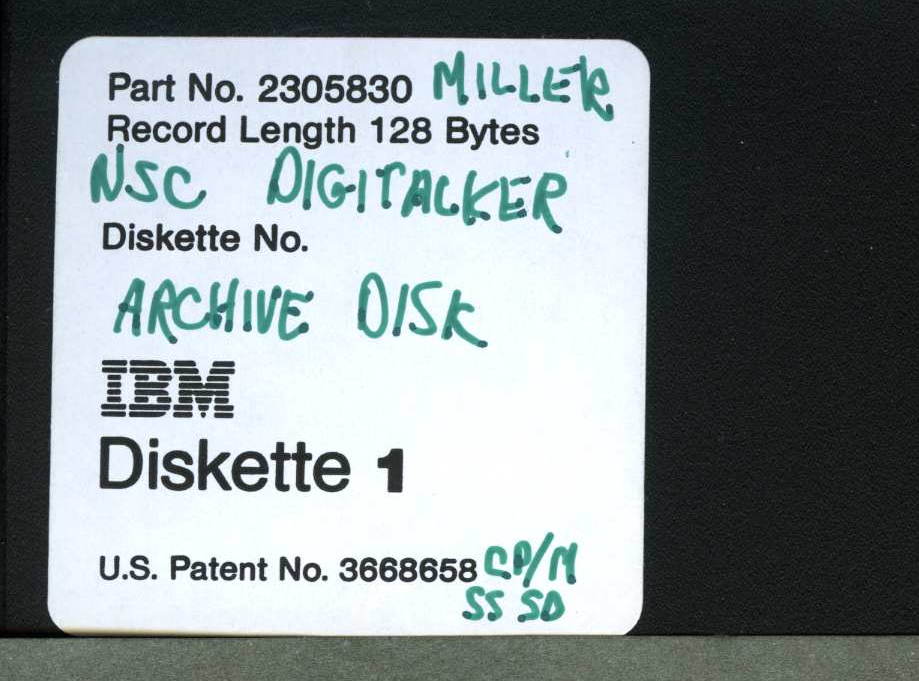 Part No. 2305830 MILLER
Record Length 128 Bytes
NSC DIGITALKER
Diskette No.
ARCHIVE DISK
IBM
Diskette 1
U.S. Patent No. 3668658 CP/M
SS SD